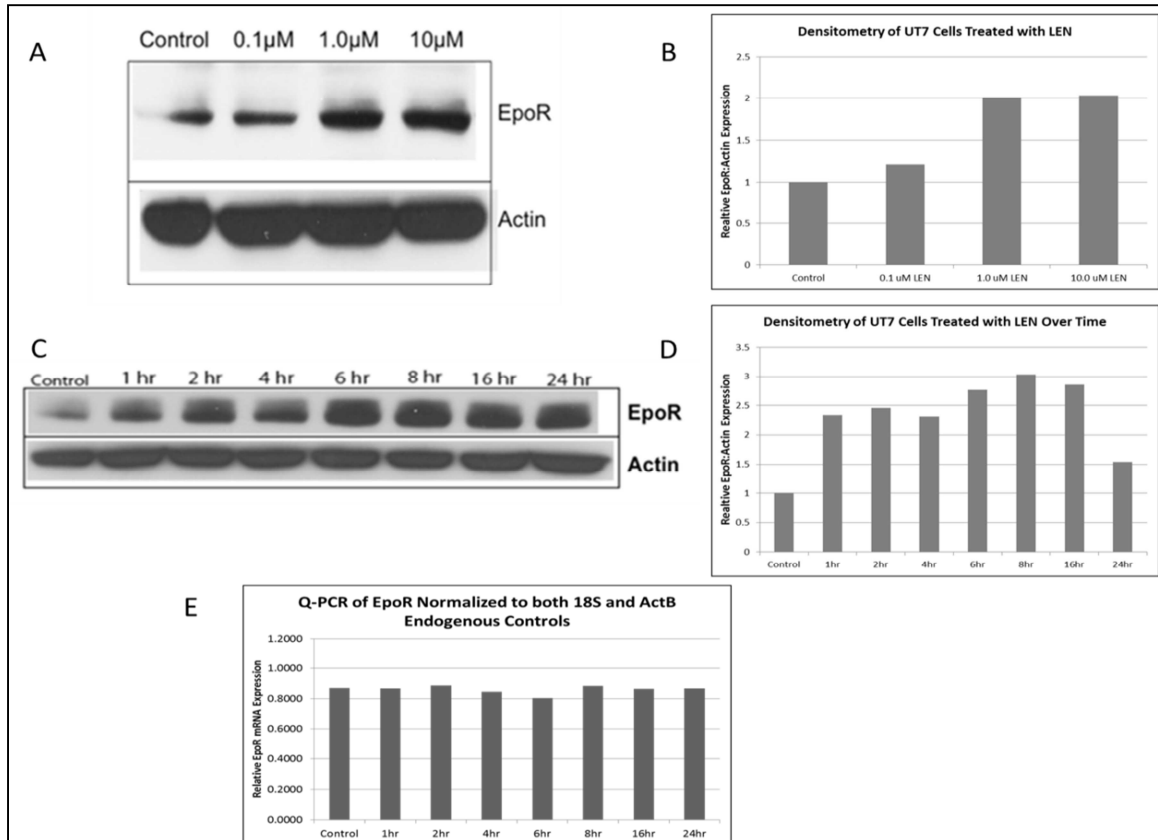 A
Control 0.1µM 1.0µM 10µM
EpoR
Actin
B
Densitometry of UT7 Cells Treated with LEN
Realtive EpoR:Actin Expression
2.5
2
1.5
1
0.5
0
Control 0.1 uM LEN 1.0 uM LEN 10.0 uM LEN
C
Control 1 hr 2 hr 4 hr 6 hr 8 hr 16 hr 24 hr
EpoR
Actin
D
Densitometry of UT7 Cells Treated with LEN Over Time
Realtive EpoR:Actin Expression
3.5
3
2.5
2
1.5
1
0.5
0
Control 1hr 2hr 4hr 6hr 8hr 16hr 24hr
E
Q-PCR of EpoR Normalized to both 18S and ActB
Endogenous Controls
Relative EpoR mRNA Expression
1.2000
1.0000
0.8000
0.6000
0.4000
0.2000
0.0000
Control 1hr 2hr 4hr 6hr 8hr 16hr 24hr